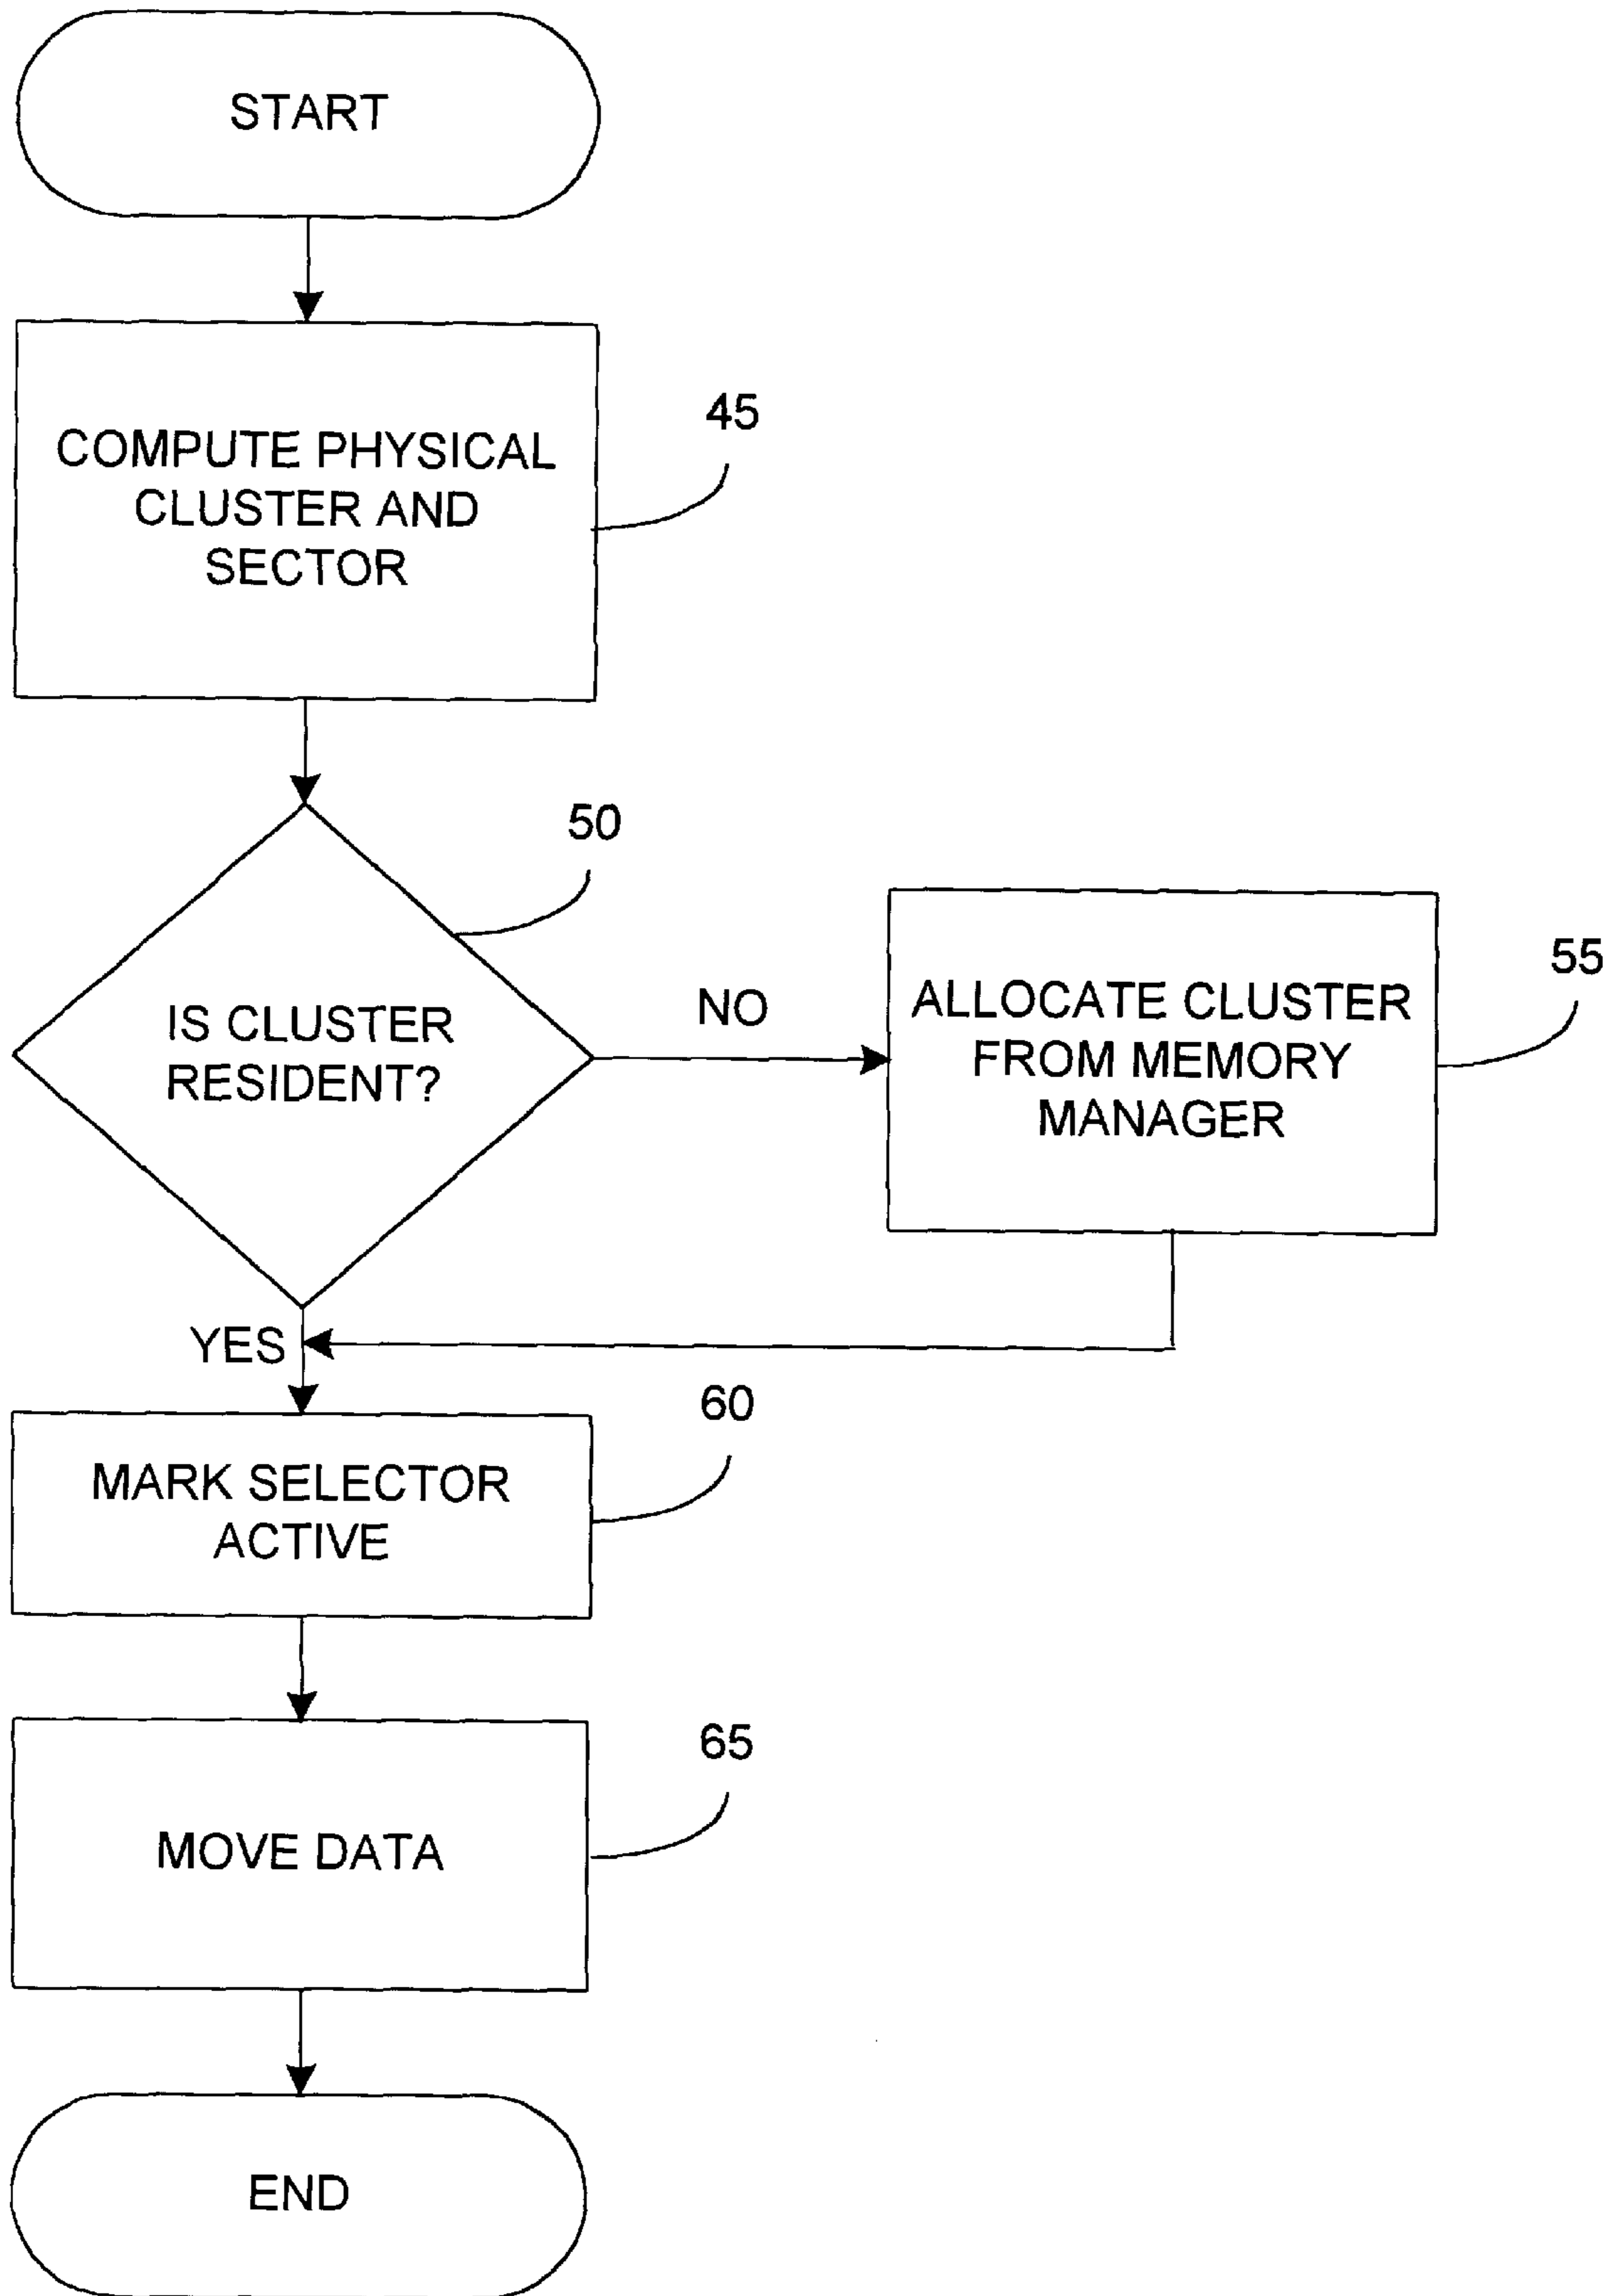 START
COMPUTE PHYSICAL
CLUSTER AND
SECTOR
45
50
IS CLUSTER
RESIDENT?
NO
ALLOCATE CLUSTER
FROM MEMORY
MANAGER
55
YES
60
MARK SELECTOR
ACTIVE
65
MOVE DATA
END